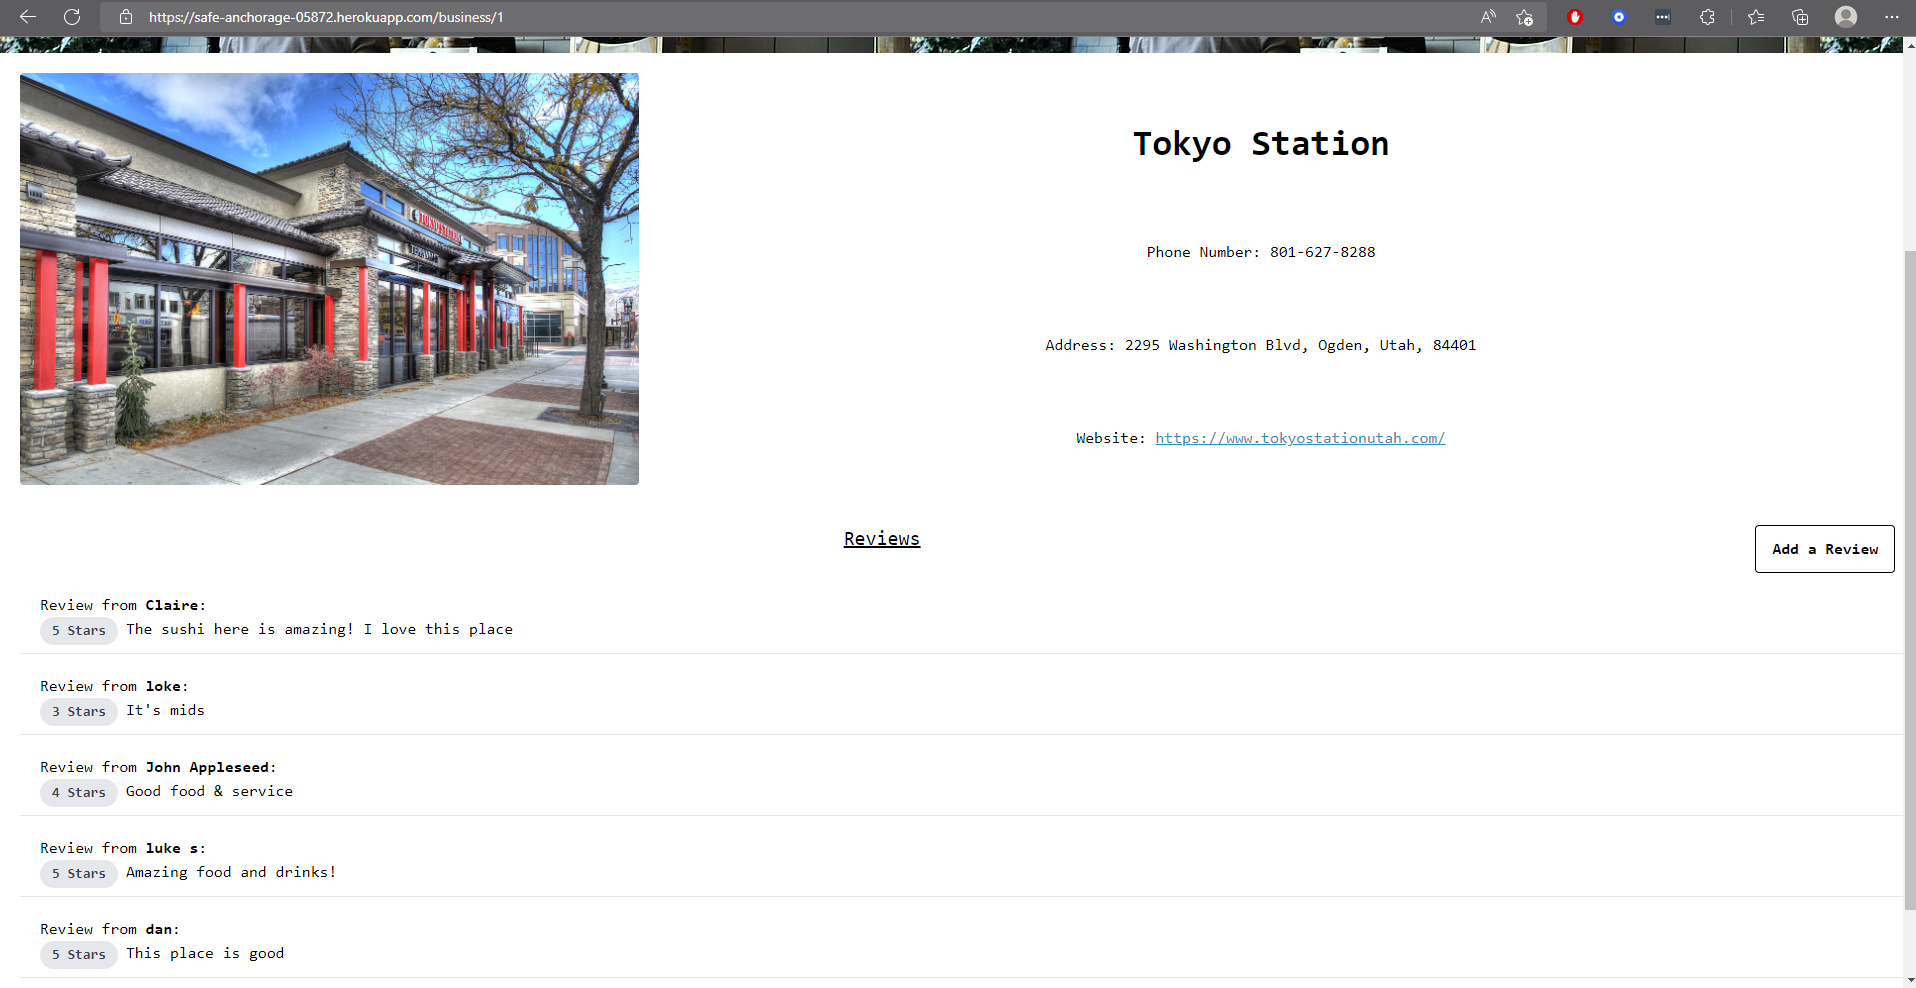 https://safe-anchorage-05872.herokuapp.com/business/1
Tokyo Station
Phone Number: 801-627-8288
Address: 2295 Washington Blvd, Ogden, Utah, 84401
Website: https://www.tokyostationutah.com/
Reviews
Add a Review
Review from Claire:
5 Stars The sushi here is amazing! I love this place
Review from loke:
3 Stars It's mids
Review from John Appleseed:
4 Stars Good food & service
Review from luke s:
5 Stars Amazing food and drinks!
Review from dan:
5 Stars This place is good